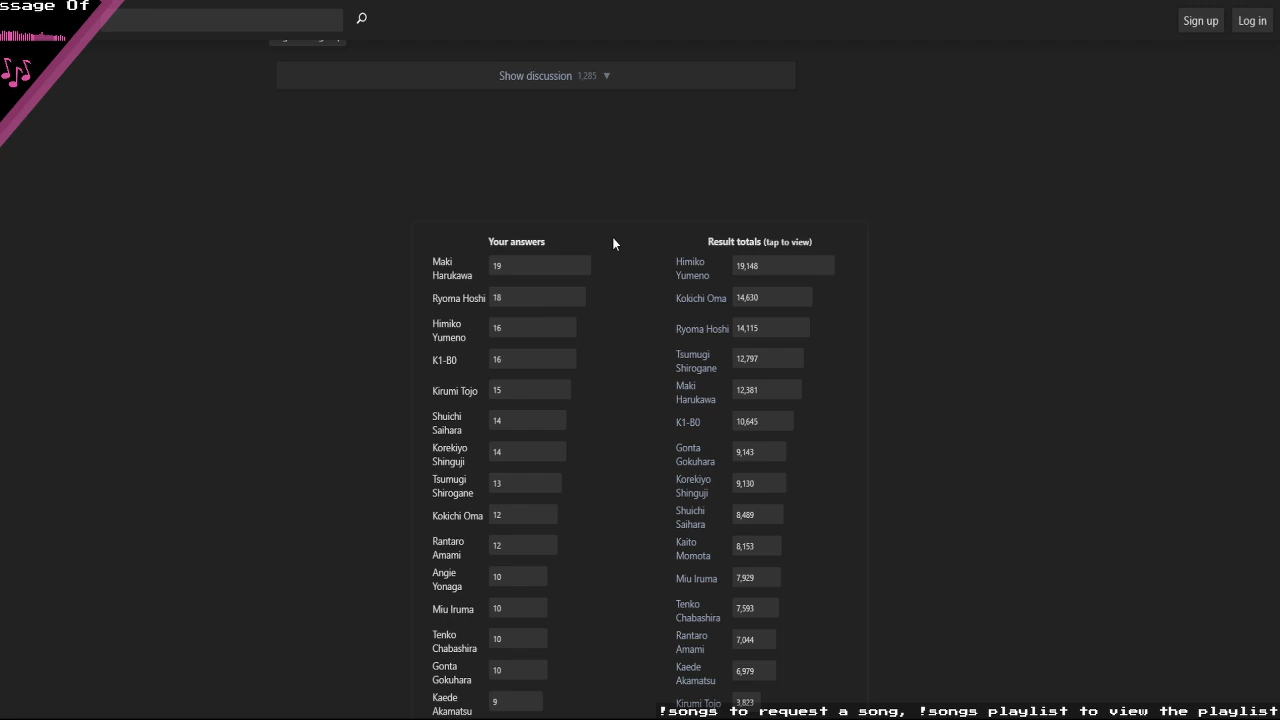 ssage Of
Sign up
Log in
Show discussion 1,285 ▼
Your answers
Maki
Harukawa
19
Ryoma Hoshi
18
Himiko
Yumeno
16
K1-B0
16
Kirumi Tojo
15
Shuichi
Saihara
14
Korekiyo
Shinguji
14
Tsumugi
Shirogane
13
Kokichi Oma
12
Rantaro
Amami
12
Angie
Yonaga
10
Miu Iruma
10
Tenko
Chabashira
10
Gonta
Gokuhara
10
Kaede
Akamatsu
9
Result totals (tap to view)
Himiko
Yumeno
19,148
Kokichi Oma
14,630
Ryoma Hoshi
14,115
Tsumugi
Shirogane
12,797
Maki
Harukawa
12,381
K1-B0
10,645
Gonta
Gokuhara
9,143
Korekiyo
Shinguji
9,130
Shuichi
Saihara
8,489
Kaito
Momota
8,153
Miu Iruma
7,929
Tenko
Chabashira
7,593
Rantaro
Amami
7,044
Kaede
Akamatsu
6,979
Kirumi Tojo
3,823
!songs to request a song, !songs playlist to view the playlist